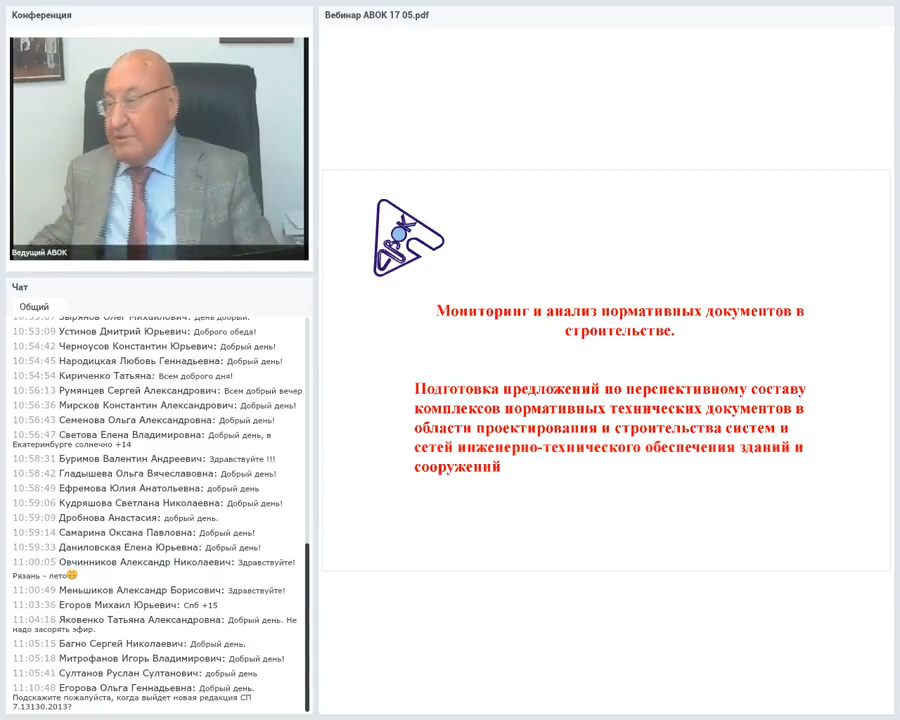 Конференция
Ведущий АВОК
Чат
Общий
10:53:07 Зырянов Олег Михайлович: День добрый.
10:53:09 Устинов Дмитрий Юрьевич: Доброго обеда!
10:54:42 Черноусов Константин Юрьевич: Добрый день!
10:54:45 Народицкая Любовь Геннадьевна: Добрый день!
10:54:54 Кириченко Татьяна: Всем доброго дня!
10:56:13 Румянцев Сергей Александрович: Всем добрый вечер
10:56:36 Мирсков Константин Александрович: Добрый день!
10:56:43 Семенова Ольга Александровна: Добрый день!
10:56:47 Светова Елена Владимировна: Добрый день, в
Екатеринбурге солнечно +14
10:58:31 Буримов Валентин Андреевич: Здравствуйте !!!
10:58:42 Гладышева Ольга Вячеславовна: Добрый день!
10:58:49 Ефремова Юлия Анатольевна: добрый день
10:59:06 Кудряшова Светлана Николаевна: Добрый день!
10:59:09 Дробнова Анастасия: добрый день.
10:59:14 Самарина Оксана Павловна: Добрый день!
10:59:33 Даниловская Елена Юрьевна: Добрый день!
11:00:05 Овчинников Александр Николаевич: Здравствуйте!
Рязань - лето
11:00:49 Меньшиков Александр Борисович: Здравствуйте!
11:03:36 Егоров Михаил Юрьевич: Спб +15
11:04:18 Яковенко Татьяна Александровна: Добрый день. Не
надо засорять эфир.
11:05:15 Багно Сергей Николаевич: Добрый день.
11:05:18 Митрофанов Игорь Владимирович: Добрый день!
11:05:41 Султанов Руслан Султанович: добрый день
11:10:48 Егорова Ольга Геннадьевна: Добрый день.
Подскажите пожалуйста, когда выйдет новая редакция СП
7.13130.2013?
Вебинар АВОК 17 05.pdf
АВОК
Мониторинг и анализ нормативных документов в
строительстве.
Подготовка предложений по перспективному составу
комплексов нормативных технических документов в
области проектирования и строительства систем и
сетей инженерно-технического обеспечения зданий и
сооружений